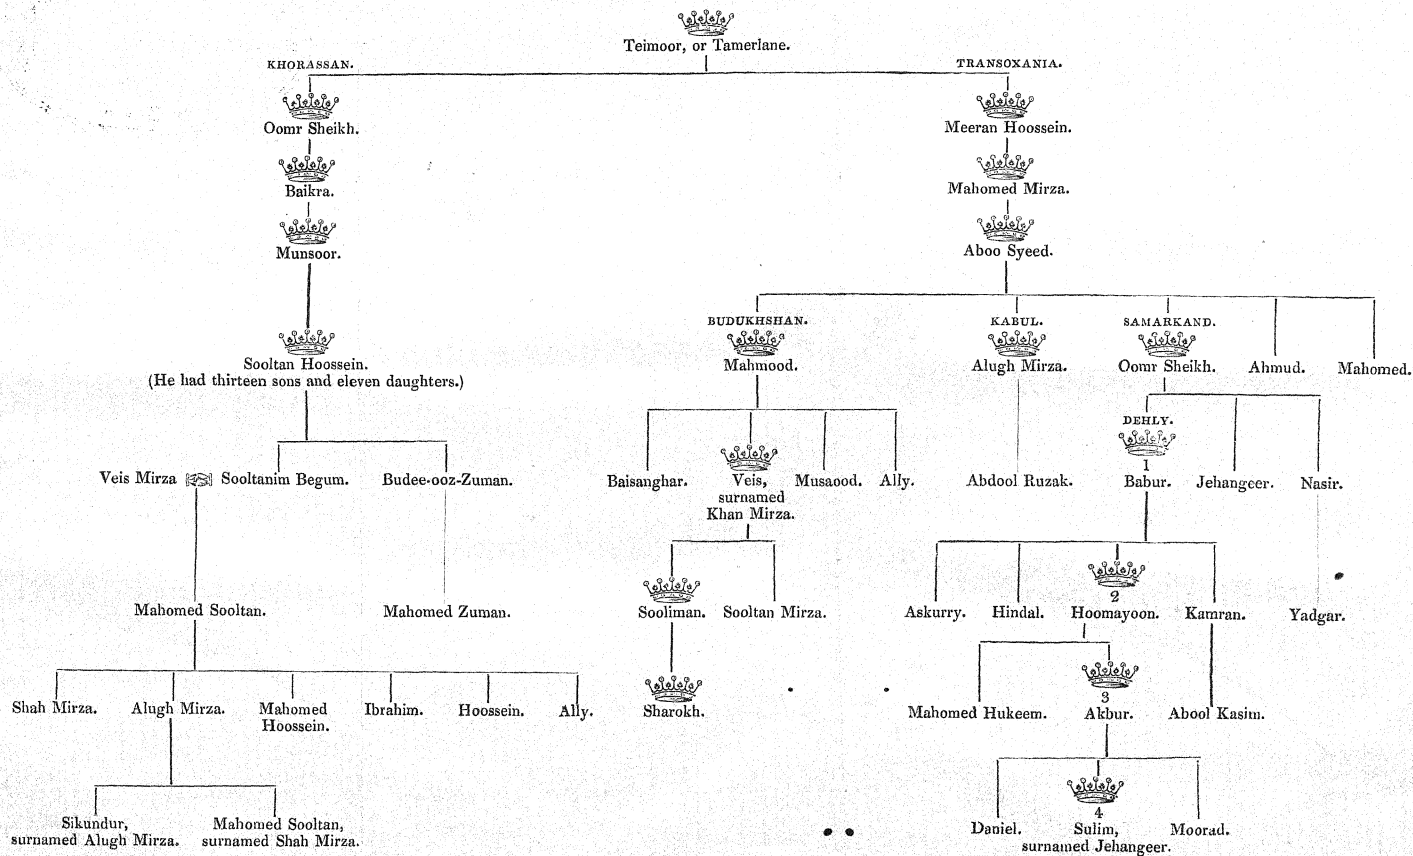 Teimoor, or Tamerlane.
KHORASSAN.
TRANSOXANIA.
Oomr Sheikh.
Meeran Hoossein.
Baikra.
Mahomed Mirza.
Munsoor.
Aboo Syeed.
BUDUKHSHAN.
KABUL.
SAMARKAND.
Sooltan Hoossein.
(He had thirteen sons and eleven daughters.)
Mahmood.
Alugh Mirza.
Oomr Sheikh.
Ahmud.
Mahomed.
DEHLY.
1
Veis Mirza
Sooltanim Begum.
Budee-ooz-Zuman.
Baisanghar.
Veis,
surnamed
Khan Mirza.
Musaood.
Ally.
Abdool Ruzak.
Babur.
Jehangeer.
Nasir.
2
Mahomed Sooltan.
Mahomed Zuman.
Sooliman.
Sooltan Mirza.
Askurry.
Hindal.
Hoomayoon.
Kamran.
Yadgar.
3
Shah Mirza.
Alugh Mirza.
Mahomed
Hoossein.
Ibrahim.
Hoossein.
Ally.
Sharokh.
Mahomed Hukeem.
Akbur.
Abool Kasim.
4
Sikundur,
surnamed Alugh Mirza.
Mahomed Sooltan,
surnamed Shah Mirza.
Daniel.
Sulim,
surnamed Jehangeer.
Moorad.